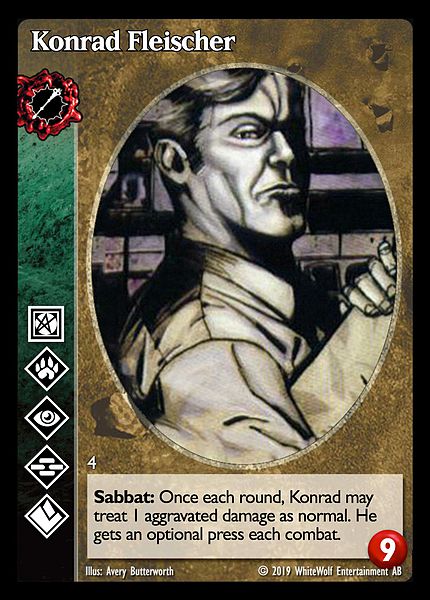 Konrad Fleischer
4
Sabbat: Once each round, Konrad may
treat 1 aggravated damage as normal. He
gets an optional press each combat.
9
Illus: Avery Butterworth © 2019 WhiteWolf Entertainment AB